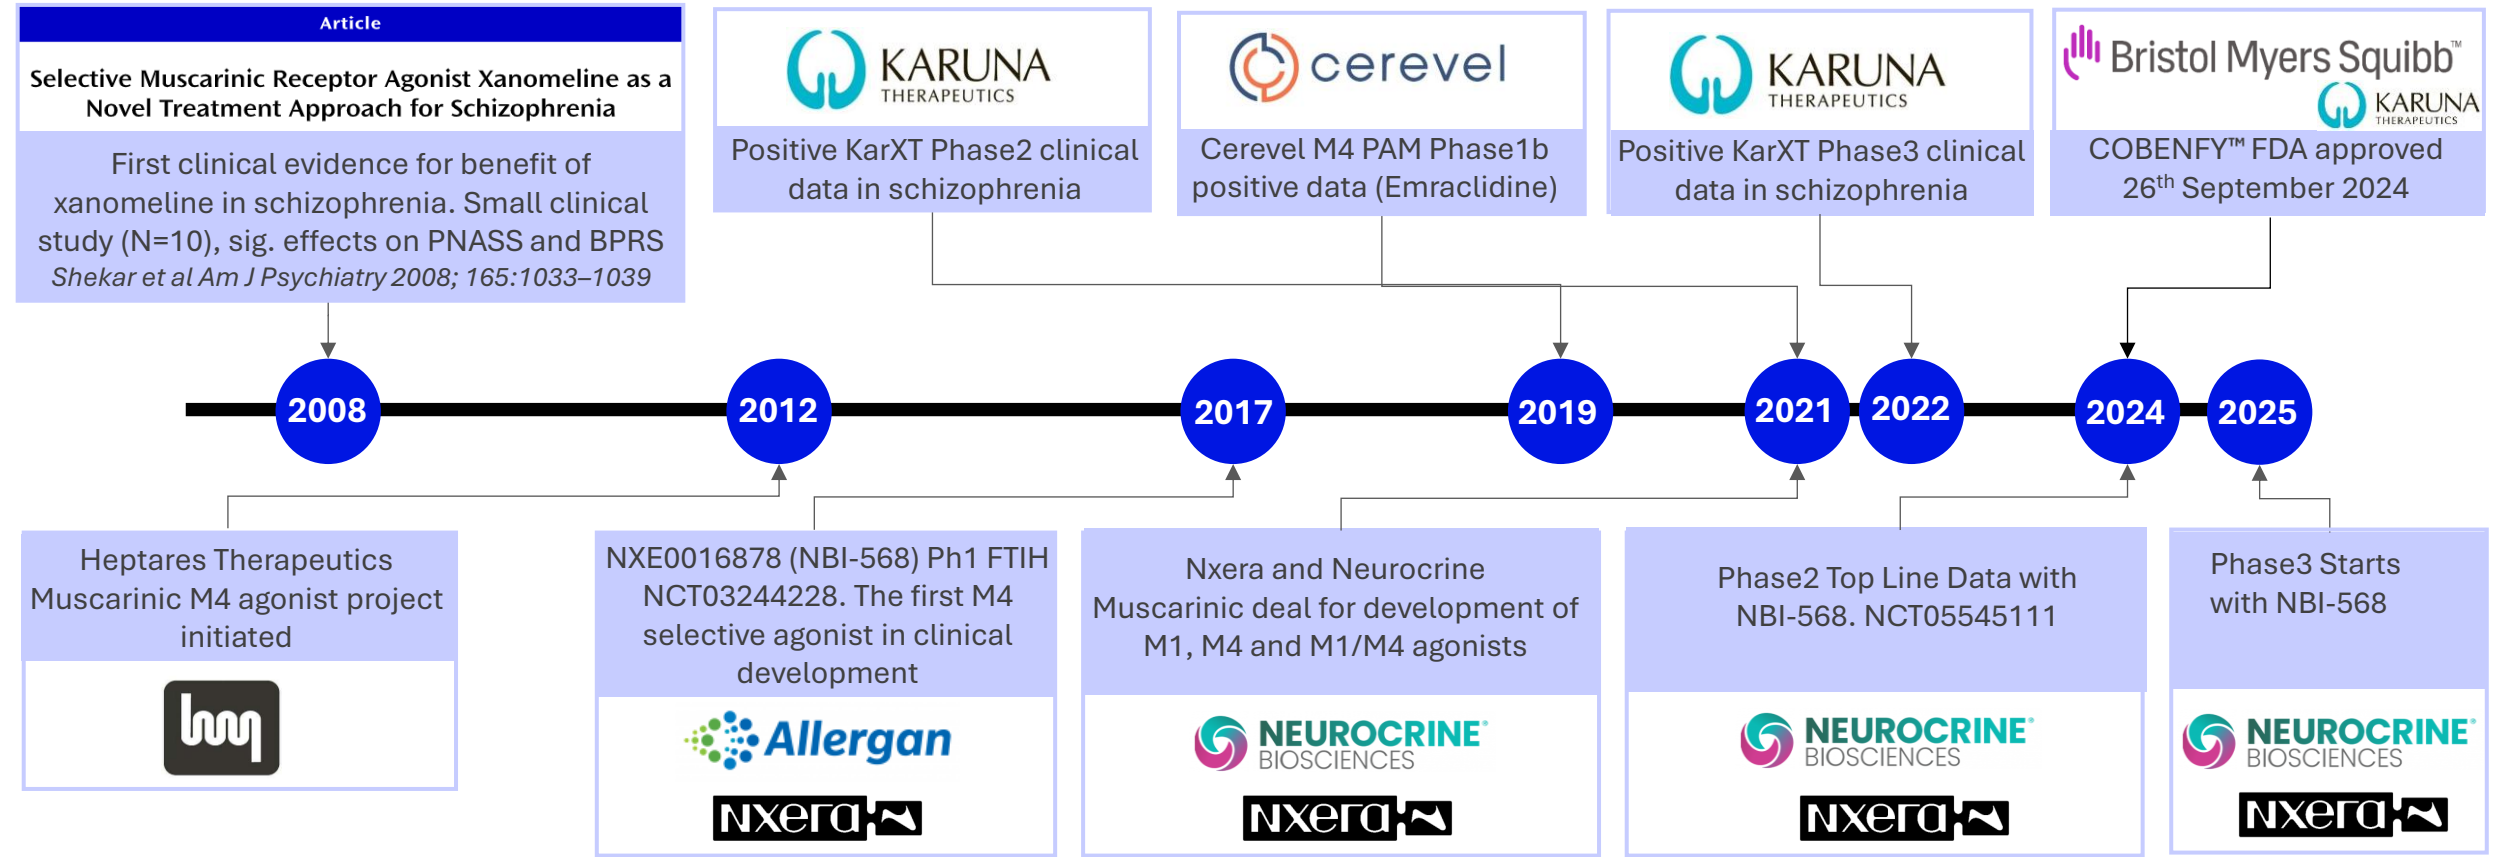 Article
Selective Muscarinic Receptor Agonist Xanomeline as a
Novel Treatment Approach for Schizophrenia
First clinical evidence for benefit of
xanomeline in schizophrenia. Small clinical
study (N=10), sig. effects on PNASS and BPRS
Shekar et al Am J Psychiatry 2008; 165:1033–1039
KARUNA
THERAPEUTICS
Positive KarXT Phase2 clinical
data in schizophrenia
cerevel
Cerevel M4 PAM Phase1b
positive data (Emraclidine)
KARUNA
THERAPEUTICS
Positive KarXT Phase3 clinical
data in schizophrenia
Bristol Myers Squibb™
KARUNA
THERAPEUTICS
COBENFY™ FDA approved
26th September 2024
2008
2012
2017
2019
2021
2022
2024
2025
Heptares Therapeutics
Muscarinic M4 agonist project
initiated
NXE0016878 (NBI-568) Ph1 FTIH
NCT03244228. The first M4
selective agonist in clinical
development
Allergan
Nxera
Nxera and Neurocrine
Muscarinic deal for development of
M1, M4 and M1/M4 agonists
NEUROCRINE®
BIOSCIENCES
Nxera
Phase2 Top Line Data with
NBI-568. NCT05545111
NEUROCRINE®
BIOSCIENCES
Nxera
Phase3 Starts
with NBI-568
NEUROCRINE®
BIOSCIENCES
Nxera